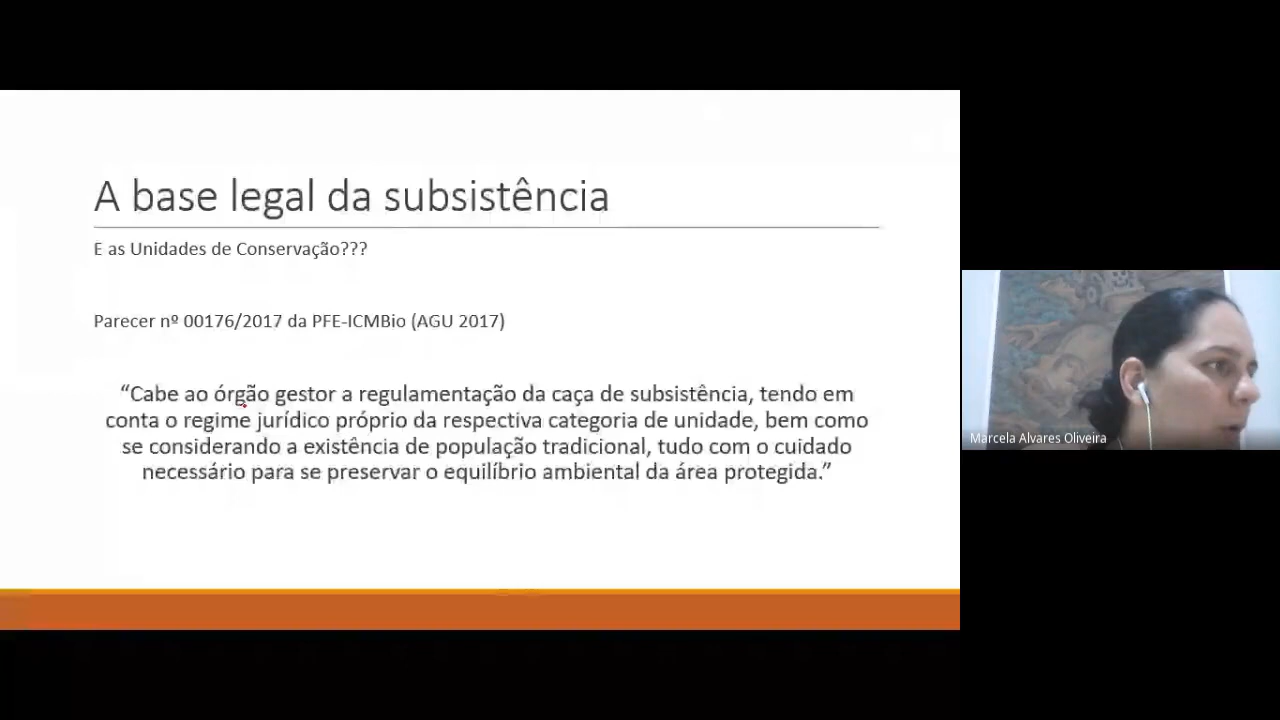 A base legal da subsistência
E as Unidades de Conservação???
Parecer nº 00176/2017 da PFE-ICMBio (AGU 2017)
“Cabe ao órgão gestor a regulamentação da caça de subsistência, tendo em
conta o regime jurídico próprio da respectiva categoria de unidade, bem como
se considerando a existência de população tradicional, tudo com o cuidado
necessário para se preservar o equilíbrio ambiental da área protegida.”
Marcela Alvares Oliveira